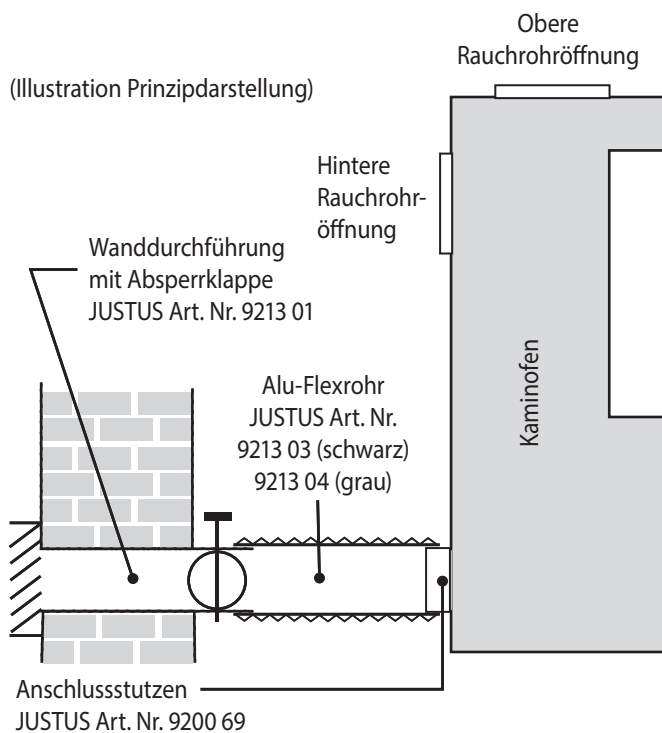 Obere
Rauchrohröffnung
(Illustration Prinzipdarstellung)
Hintere
Rauchrohr-
öffnung
Wanddurchführung
mit Absperrklappe
JUSTUS Art. Nr. 9213 01
Alu-Flexrohr
JUSTUS Art. Nr.
9213 03 (schwarz)
9213 04 (grau)
Kaminofen
Anschlussstutzen
JUSTUS Art. Nr. 9200 69